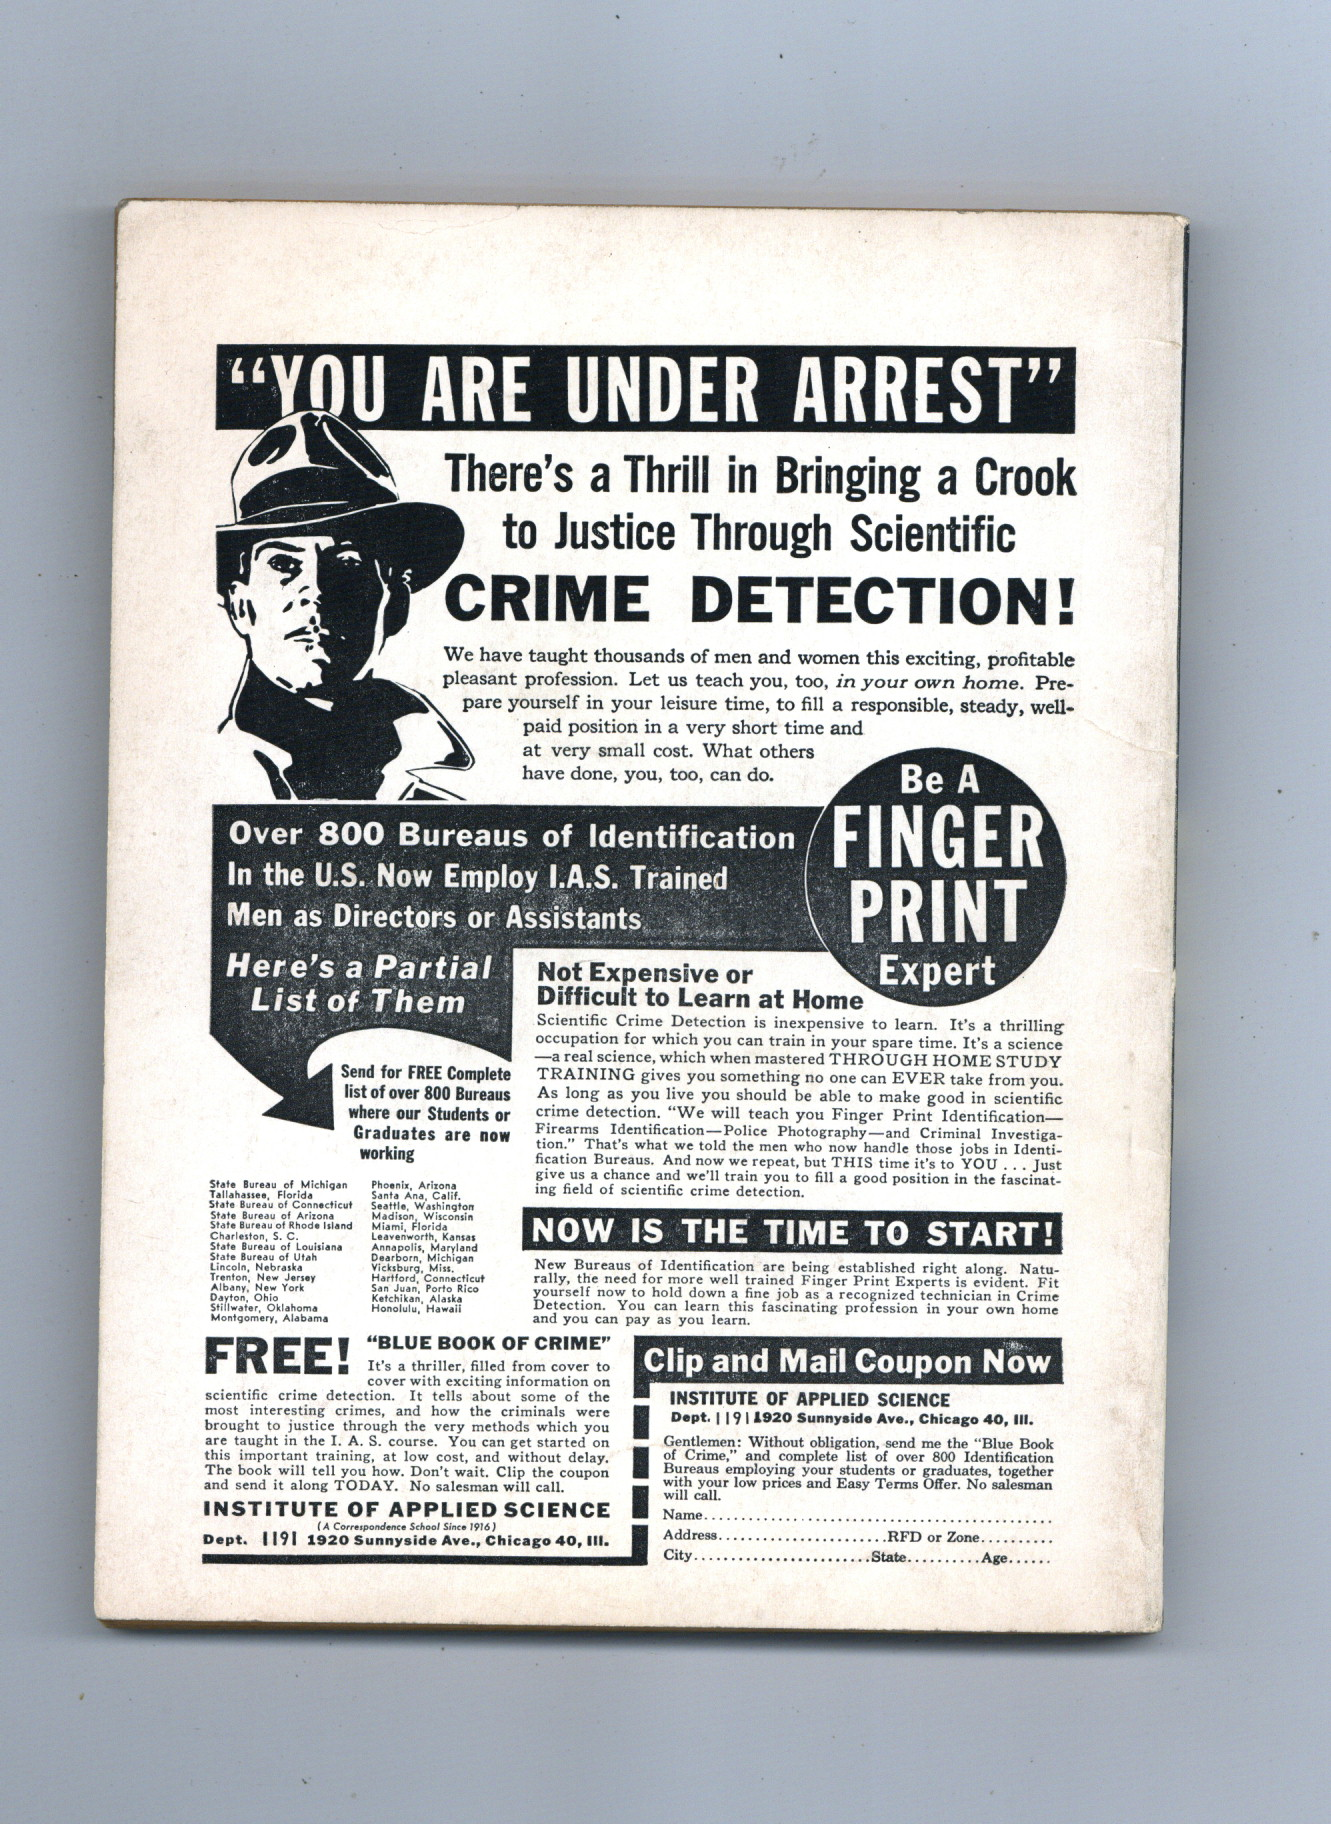 “YOU ARE UNDER ARREST”
There's a Thrill in Bringing a Crook
to Justice Through Scientific
CRIME DETECTION!
We have taught thousands of men and women this exciting, profitable
pleasant profession. Let us teach you, too, in your own home. Pre-
pare yourself in your leisure time, to fill a responsible, steady, well-
paid position in a very short time and
at very small cost. What others
have done, you, too, can do.
Be A
FINGER
PRINT
Expert
Over 800 Bureaus of Identification
In the U.S. Now Employ I.A.S. Trained
Men as Directors or Assistants
Here's a Partial
List of Them
Send for FREE Complete
list of over 800 Bureaus
where our Students or
Graduates are now
working
State Bureau of Michigan
Tallahassee, Florida
State Bureau of Connecticut
State Bureau of Arizona
State Bureau of Rhode Island
Charleston, S. C.
State Bureau of Louisiana
State Bureau of Utah
Lincoln, Nebraska
Trenton, New Jersey
Albany, New York
Dayton, Ohio
Stillwater, Oklahoma
Montgomery, Alabama
Phoenix, Arizona
Santa Ana, Calif.
Seattle, Washington
Madison, Wisconsin
Miami, Florida
Leavenworth, Kansas
Annapolis, Maryland
Dearborn, Michigan
Vicksburg, Miss.
Hartford, Connecticut
San Juan, Porto Rico
Ketchikan, Alaska
Honolulu, Hawaii
Not Expensive or
Difficult to Learn at Home
Scientific Crime Detection is inexpensive to learn. It's a thrilling
occupation for which you can train in your spare time. It's a science
—a real science, which when mastered THROUGH HOME STUDY
TRAINING gives you something no one can EVER take from you.
As long as you live you should be able to make good in scientific
crime detection. “We will teach you Finger Print Identification—
Firearms Identification—Police Photography—and Criminal Investiga-
tion.” That's what we told the men who now handle those jobs in Identi-
fication Bureaus. And now we repeat, but THIS time it's to YOU . . . Just
give us a chance and we'll train you to fill a good position in the fascinat-
ing field of scientific crime detection.
NOW IS THE TIME TO START!
New Bureaus of Identification are being established right along. Natu-
rally, the need for more well trained Finger Print Experts is evident. Fit
yourself now to hold down a fine job as a recognized technician in Crime
Detection. You can learn this fascinating profession in your own home
and you can pay as you learn.
FREE!
“BLUE BOOK OF CRIME”
It's a thriller, filled from cover to
cover with exciting information on
scientific crime detection. It tells about some of the
most interesting crimes, and how the criminals were
brought to justice through the very methods which you
are taught in the I. A. S. course. You can get started on
this important training, at low cost, and without delay.
The book will tell you how. Don't wait. Clip the coupon
and send it along TODAY. No salesman will call.
INSTITUTE OF APPLIED SCIENCE
(A Correspondence School Since 1916)
Dept. 1191 1920 Sunnyside Ave., Chicago 40, Ill.
Clip and Mail Coupon Now
INSTITUTE OF APPLIED SCIENCE
Dept. 1191 1920 Sunnyside Ave., Chicago 40, Ill.
Gentlemen: Without obligation, send me the “Blue Book
of Crime,” and complete list of over 800 Identification
Bureaus employing your students or graduates, together
with your low prices and Easy Terms Offer. No salesman
will call.
Name..................................................
Address........................RFD or Zone..........
City.........................State..........Age......